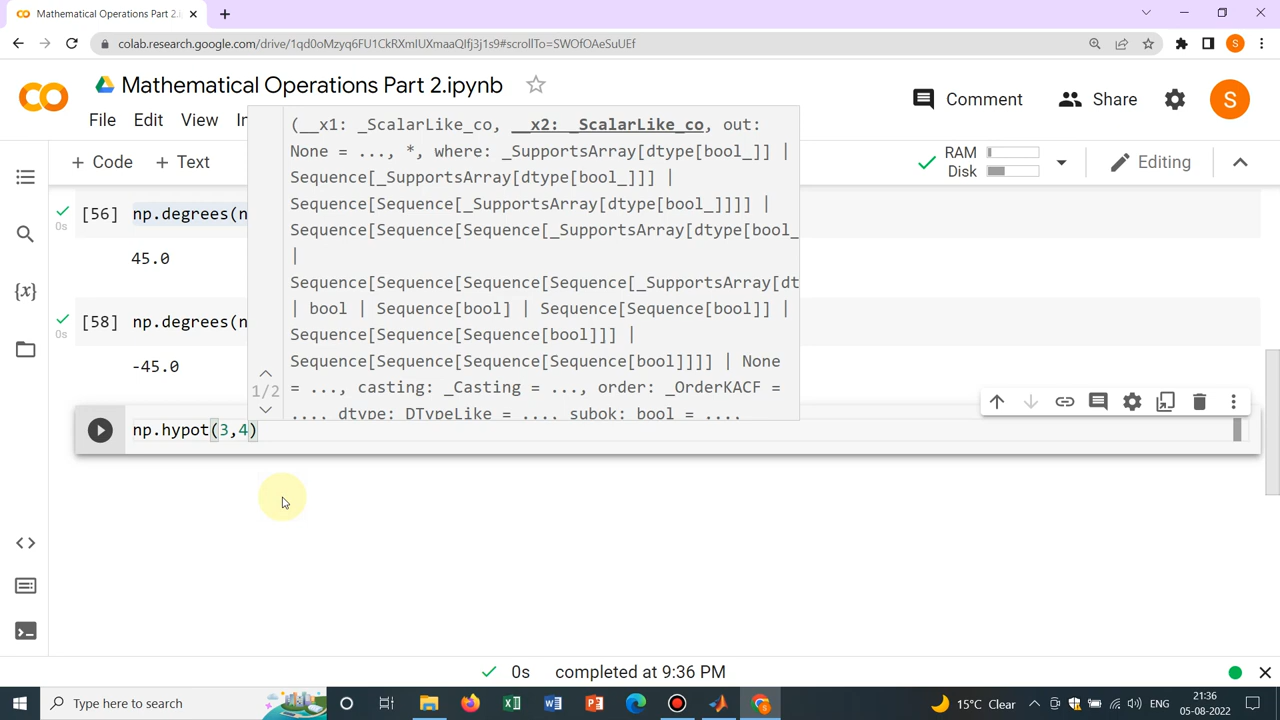 Mathematical Operations Part 2.i
colab.research.google.com/drive/1qd0oMzyq6FU1CkRXmIUXmaaQIfj3j1s9#scrollTo=SWOfOAeSuUEf
S
Mathematical Operations Part 2.ipynb
Comment
Share
S
File Edit View In
+ Code + Text
RAM
Disk
Editing
(__x1: _ScalarLike_co, __x2: _ScalarLike_co, out:
None = ..., *, where: _SupportsArray[dtype[bool_]] |
Sequence[_SupportsArray[dtype[bool_]]] |
Sequence[Sequence[_SupportsArray[dtype[bool_]]]] |
Sequence[Sequence[Sequence[_SupportsArray[dtype[bool_
|
Sequence[Sequence[Sequence[Sequence[_SupportsArray[dt
| bool | Sequence[bool] | Sequence[Sequence[bool]] |
Sequence[Sequence[Sequence[bool]]] |
Sequence[Sequence[Sequence[Sequence[bool]]]] | None
= ..., casting: _Casting = ..., order: _OrderKACF =
..., dtype: DTypeLike = ..., subok: bool = ...,
1/2
[56] np.degrees(n
0s
45.0
[58] np.degrees(n
0s
-45.0
np.hypot(3,4)
{x}
0s completed at 9:36 PM
Type here to search
15°C Clear
ENG
21:36
05-08-2022